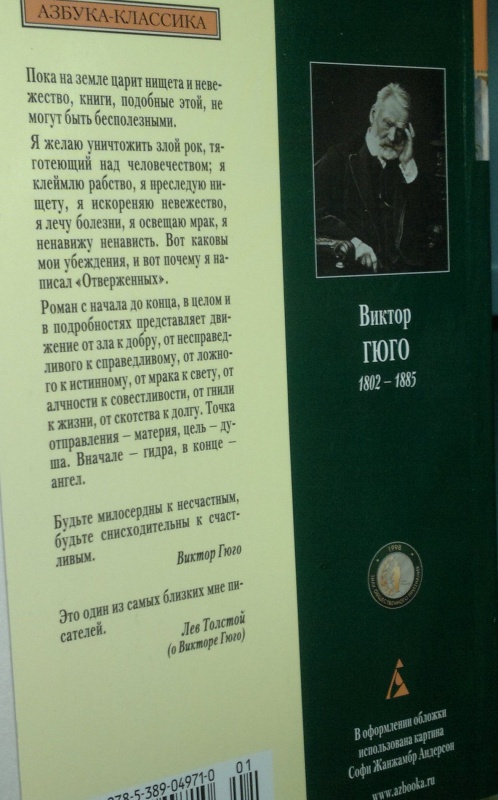 АЗБУКА-КЛАССИКА
Пока на земле царит нищета и неве-
жество, книги, подобные этой, не
могут быть бесполезными.
Я желаю уничтожить злой рок, тя-
готеющий над человечеством; я
клеймлю рабство, я преследую ни-
щету, я искореняю невежество,
я лечу болезни, я освещаю мрак, я
ненавижу ненависть. Вот каковы
мои убеждения, и вот почему я на-
писал «Отверженных».
Роман с начала до конца, в целом и
в подробностях представляет дви-
жение от зла к добру, от несправед-
ливого к справедливому, от ложно-
го к истинному, от мрака к свету, от
алчности к совестливости, от гнили
к жизни, от скотства к долгу. Точка
отправления – материя, цель – ду-
ша. Вначале – гидра, в конце –
ангел.
Будьте милосердны к несчастным,
будьте снисходительны к счаст-
ливым.
Виктор Гюго
Это один из самых близких мне пи-
сателей.
Лев Толстой
(о Викторе Гюго)
978-5-389-04971-0
01
Виктор
ГЮГО
1802 – 1885
1998
В оформлении обложки
использована картина
Софи Жанжамбр Андерсон
www.azbooka.ru